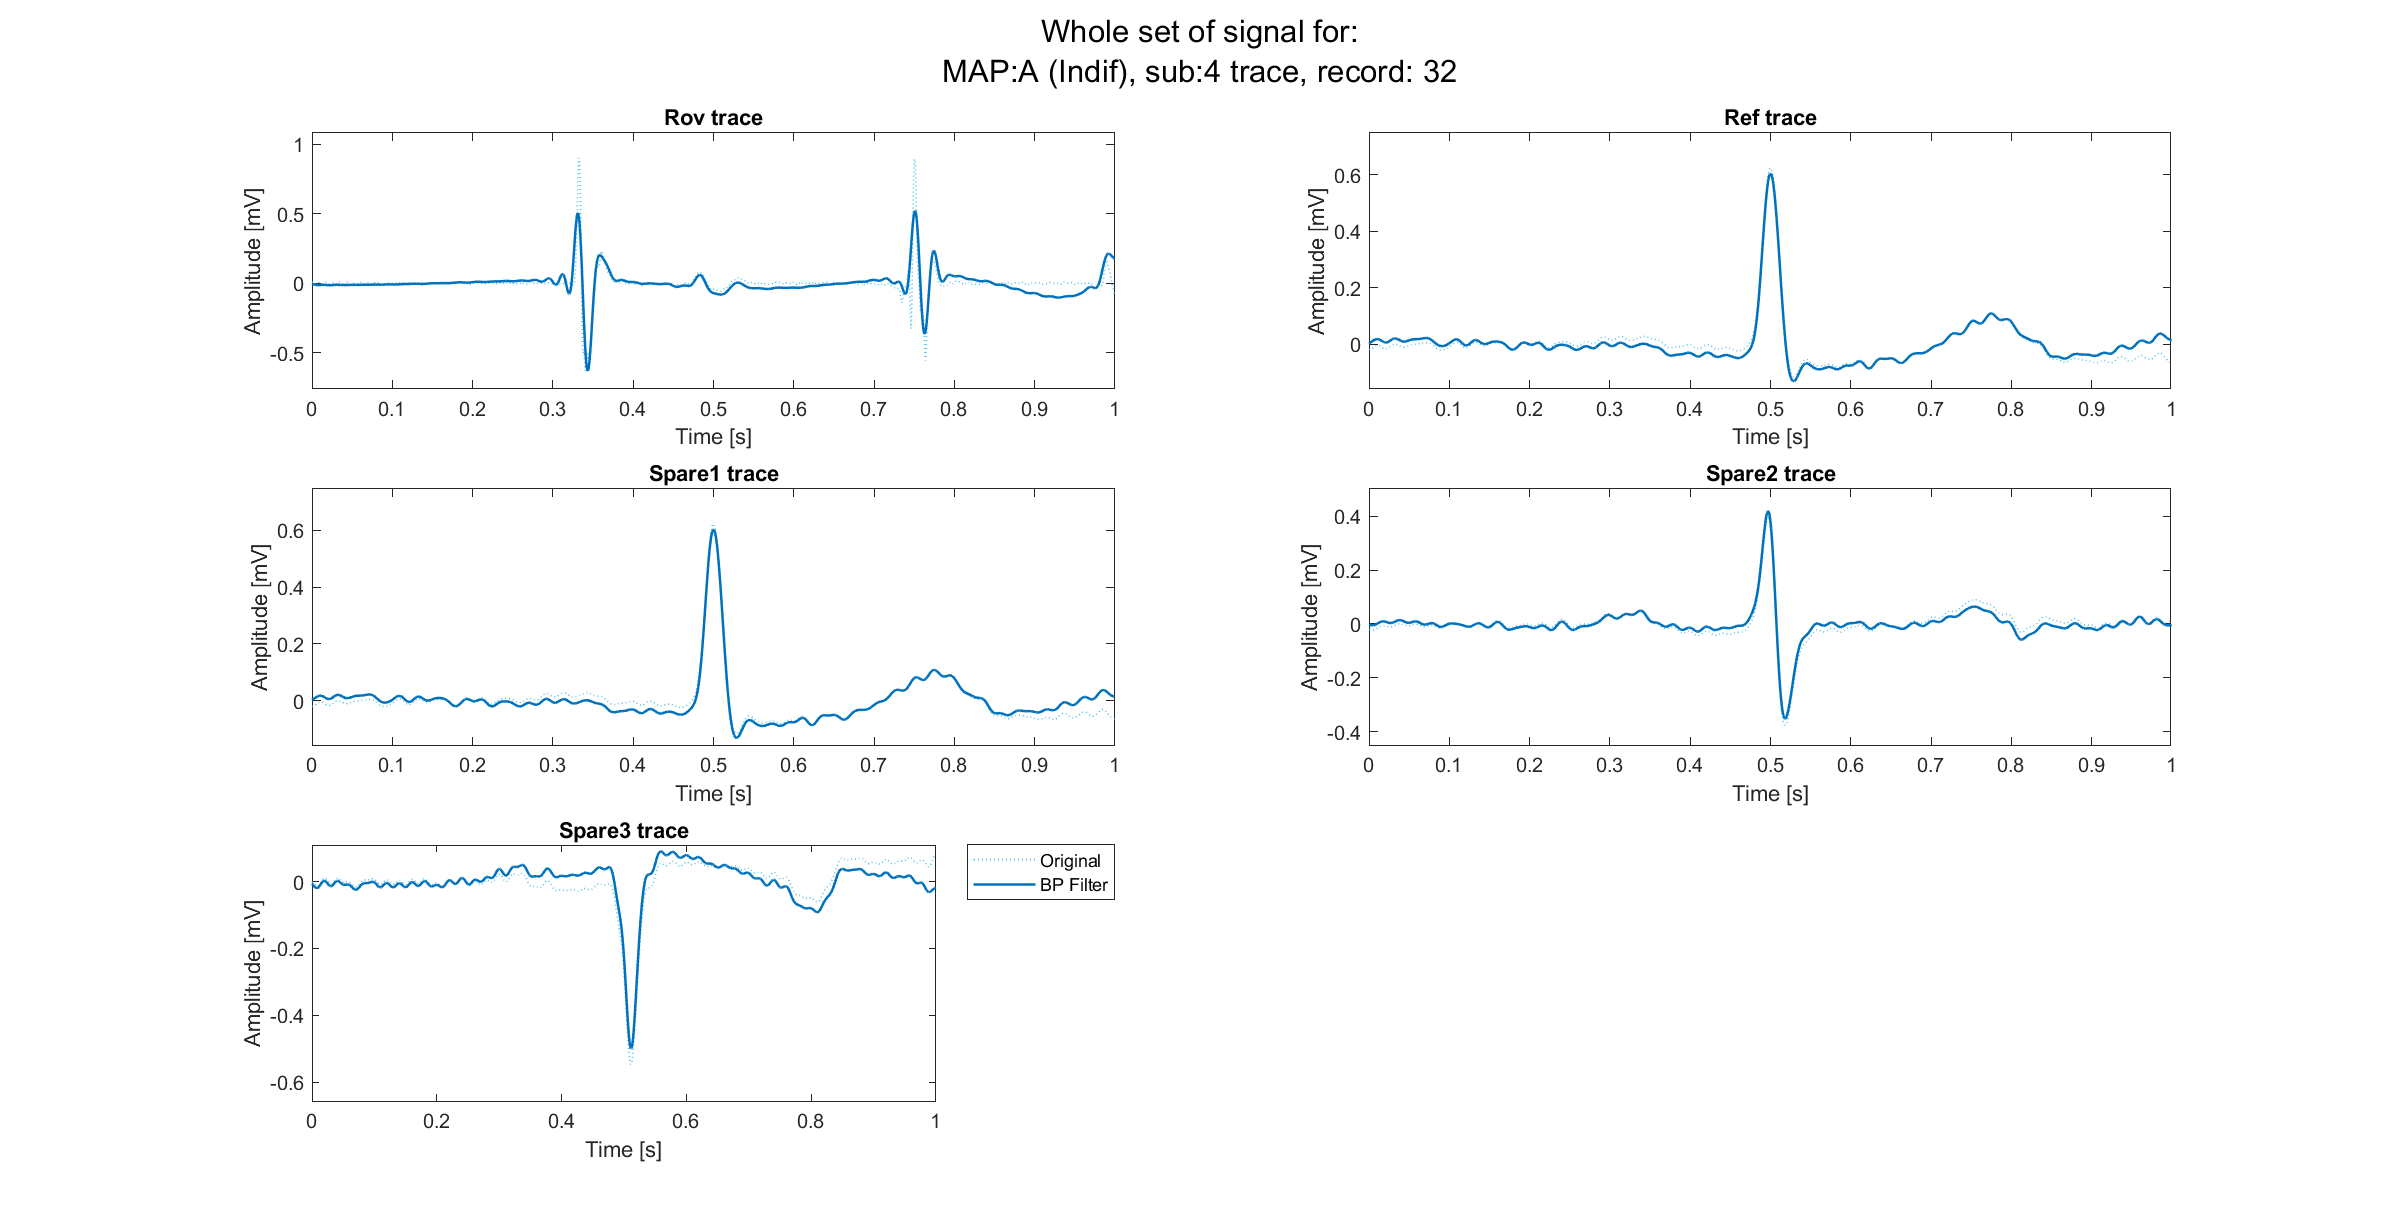 Whole set of signal for:
MAP:A (Indif), sub:4 trace, record: 32
Rov trace
Amplitude [mV]
1
0.5
0
-0.5
0 0.1 0.2 0.3 0.4 0.5 0.6 0.7 0.8 0.9 1
Time [s]
Ref trace
Amplitude [mV]
0.6
0.4
0.2
0
0 0.1 0.2 0.3 0.4 0.5 0.6 0.7 0.8 0.9 1
Time [s]
Spare1 trace
Amplitude [mV]
0.6
0.4
0.2
0
0 0.1 0.2 0.3 0.4 0.5 0.6 0.7 0.8 0.9 1
Time [s]
Spare2 trace
Amplitude [mV]
0.4
0.2
0
-0.2
-0.4
0 0.1 0.2 0.3 0.4 0.5 0.6 0.7 0.8 0.9 1
Time [s]
Spare3 trace
Amplitude [mV]
0
-0.2
-0.4
-0.6
0 0.2 0.4 0.6 0.8 1
Time [s]
Original
BP Filter